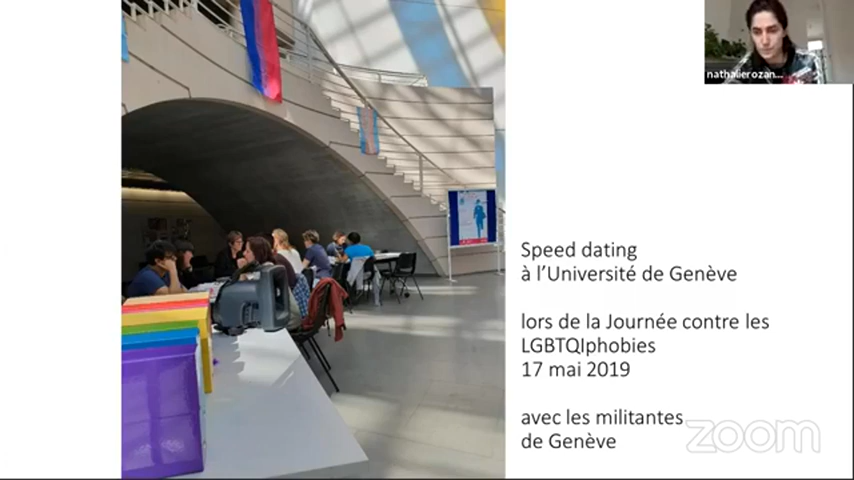 nathalierozan...
Speed dating
à l'Université de Genève
lors de la Journée contre les
LGBTQIphobies
17 mai 2019
avec les militantes
de Genève
zoom